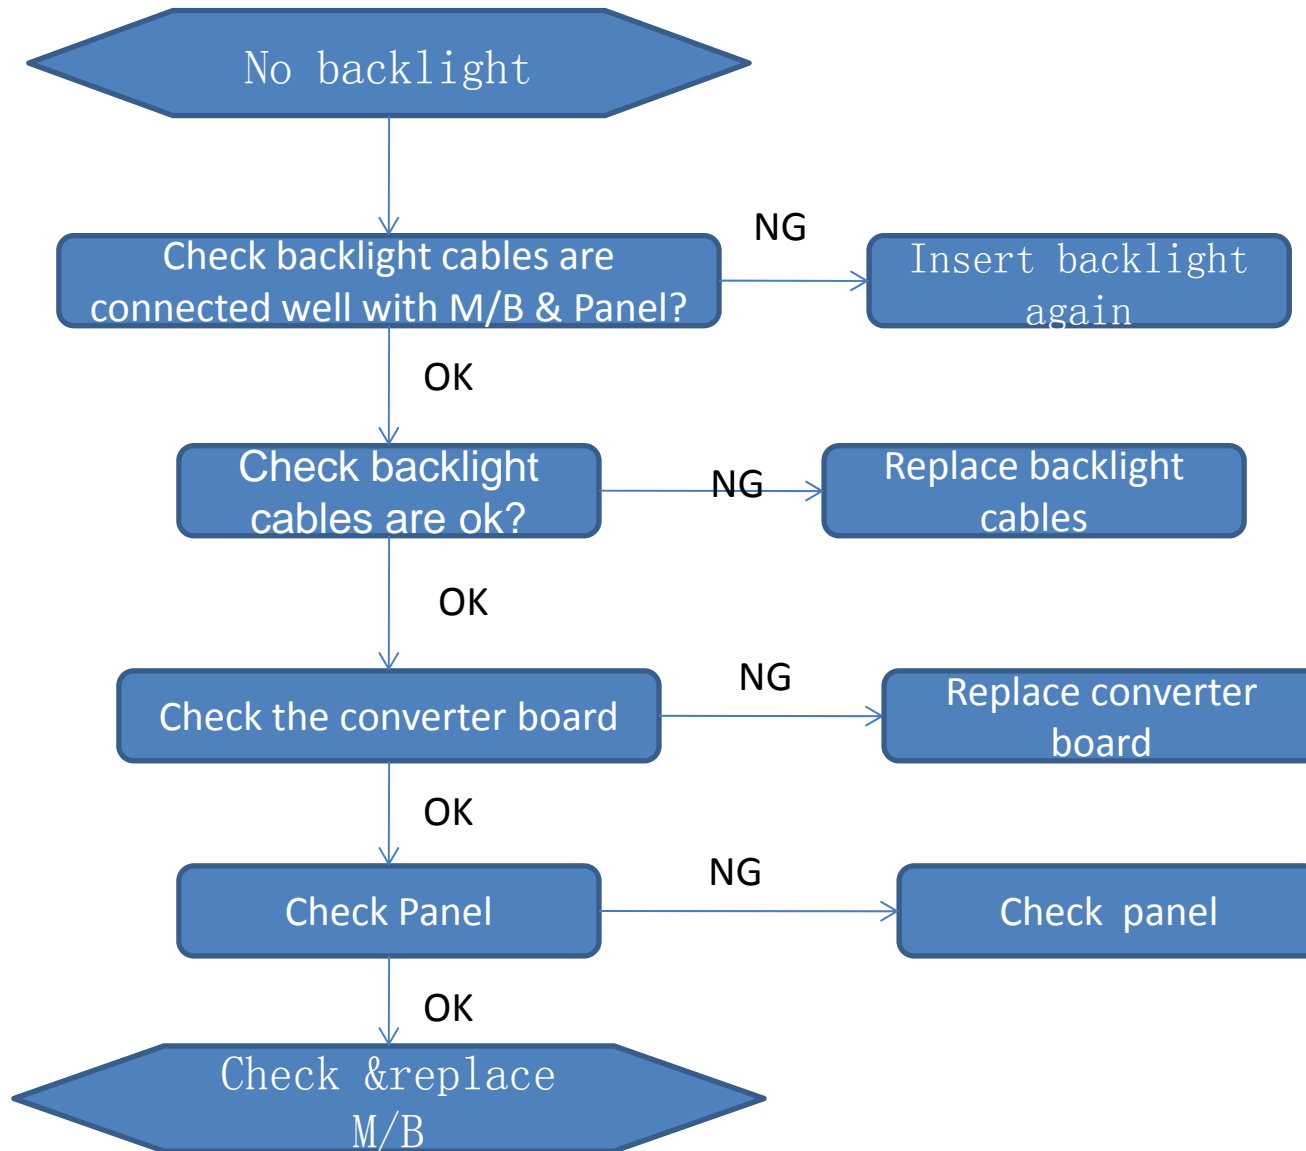 No backlight
Check backlight cables are
connected well with M/B & Panel?
NG
Insert backlight
again
OK
Check backlight
cables are ok?
NG
Replace backlight
cables
OK
Check the converter board
NG
Replace converter
board
OK
Check Panel
NG
Check  panel
OK
Check &replace
M/B